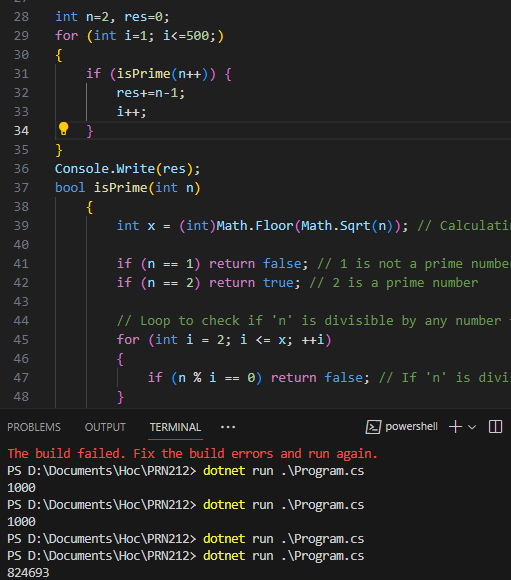 28 int n=2, res=0;
29 for (int i=1; i<=500;)
30 {
31 if (isPrime(n++)) {
32 res+=n-1;
33 i++;
34 }
35 }
36 Console.Write(res);
37 bool isPrime(int n)
38 {
39 int x = (int)Math.Floor(Math.Sqrt(n)); // Calculatin
40
41 if (n == 1) return false; // 1 is not a prime number
42 if (n == 2) return true; // 2 is a prime number
43
44 // Loop to check if 'n' is divisible by any number
45 for (int i = 2; i <= x; ++i)
46 {
47 if (n % i == 0) return false; // If 'n' is divi
48 }
PROBLEMS OUTPUT TERMINAL ··· powershell
The build failed. Fix the build errors and run again.
PS D:\Documents\Hoc\PRN212> dotnet run .\Program.cs
1000
PS D:\Documents\Hoc\PRN212> dotnet run .\Program.cs
1000
PS D:\Documents\Hoc\PRN212> dotnet run .\Program.cs
PS D:\Documents\Hoc\PRN212> dotnet run .\Program.cs
824693